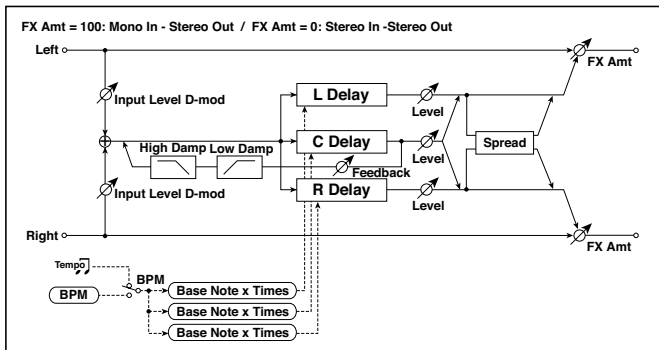 FX Amt = 100: Mono In - Stereo Out / FX Amt = 0: Stereo In -Stereo Out
Left
FX Amt
Input Level D-mod
L Delay
Level
High Damp
Low Damp
C Delay
Level
Spread
Feedback
Input Level D-mod
R Delay
Level
Right
FX Amt
Tempo
BPM
BPM
Base Note x Times
Base Note x Times
Base Note x Times